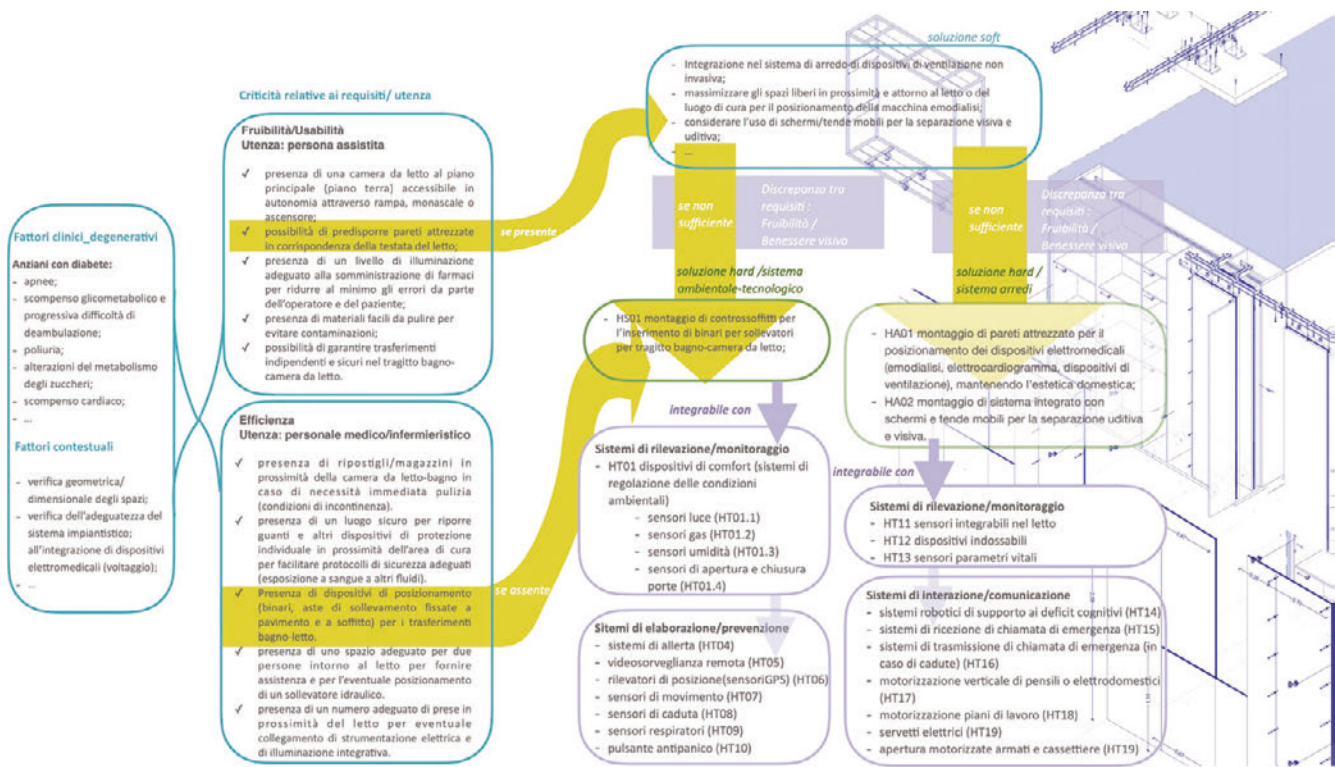 Fattori clinici_degenerativi
Anziani con diabete:
- apnee;
- scompenso glicometabolico e
progressiva difficoltà di
deambulazione;
- poliuria;
- alterazioni del metabolismo
degli zuccheri;
- scompenso cardiaco;
- ...
Fattori contestuali
- verifica geometrica/
dimensionale degli spazi;
- verifica dell'adeguatezza del
sistema impiantistico;
all'integrazione di dispositivi
elettromedicali (voltaggio);
- ...
Criticità relative ai requisiti/ utenza
Fruibilità/Usabilità
Utenza: persona assistita
✓ presenza di una camera da letto al piano
principale (piano terra) accessibile in
autonomia attraverso rampa, monascale o
ascensore;
✓ possibilità di predisporre pareti attrezzate
in corrispondenza della testata del letto;
✓ presenza di un livello di illuminazione
adeguato alla somministrazione di farmaci
per ridurre al minimo gli errori da parte
dell'operatore e del paziente;
✓ presenza di materiali facili da pulire per
evitare contaminazioni;
✓ possibilità di garantire trasferimenti
indipendenti e sicuri nel tragitto bagno-
camera da letto.
Efficienza
Utenza: personale medico/infermieristico
✓ presenza di ripostigli/magazzini in
prossimità della camera da letto-bagno in
caso di necessità immediata pulizia
(condizioni di incontinenza).
✓ presenza di un luogo sicuro per riporre
guanti e altri dispositivi di protezione
individuale in prossimità dell'area di cura
per facilitare protocolli di sicurezza adeguati
(esposizione a sangue a altri fluidi).
✓ Presenza di dispositivi di posizionamento
(binari, aste di sollevamento fissate a
pavimento e a soffitto) per i trasferimenti
bagno-letto.
✓ presenza di uno spazio adeguato per due
persone intorno al letto per fornire
assistenza e per l'eventuale posizionamento
di un sollevatore idraulico.
✓ presenza di un numero adeguato di prese in
prossimità del letto per eventuale
collegamento di strumentazione elettrica e
di illuminazione integrativa.
se presente
se assente
soluzione soft
- Integrazione nel sistema di arredo di dispositivi di ventilazione non
invasiva;
- massimizzare gli spazi liberi in prossimità e attorno al letto o del
luogo di cura per il posizionamento della macchina emodialisi;
- considerare l'uso di schermi/tende mobili per la separazione visiva e
uditiva;
- ...
se non
sufficiente
Discrepanza tra
requisiti :
Fruibilità /
Benessere visivo
se non
sufficiente
Discrepanza tra
requisiti :
Fruibilità /
Benessere visivo
soluzione hard /sistema
ambientale-tecnologico
- HS01 montaggio di controssoffitti per
l'inserimento di binari per sollevatori
per tragitto bagno-camera da letto;
integrabile con
Sistemi di rilevazione/monitoraggio
- HT01 dispositivi di comfort (sistemi di
regolazione delle condizioni
ambientali)
- sensori luce (HT01.1)
- sensori gas (HT01.2)
- sensori umidità (HT01.3)
- sensori di apertura e chiusura
porte (HT01.4)
Sitemi di elaborazione/prevenzione
- sistemi di allerta (HT04)
- videosorveglianza remota (HT05)
- rilevatori di posizione(sensoriGPS) (HT06)
- sensori di movimento (HT07)
- sensori di caduta (HT08)
- sensori respiratori (HT09)
- pulsante antipanico (HT10)
soluzione hard /
sistema arredi
- HA01 montaggio di pareti attrezzate per il
posizionamento dei dispositivi elettromedicali
(emodialisi, elettrocardiogramma, dispositivi di
ventilazione), mantenendo l'estetica domestica;
- HA02 montaggio di sistema integrato con
schermi e tende mobili per la separazione uditiva
e visiva.
integrabile con
Sistemi di rilevazione/monitoraggio
- HT11 sensori integrabili nel letto
- HT12 dispositivi indossabili
- HT13 sensori parametri vitali
Sistemi di interazione/comunicazione
- sistemi robotici di supporto ai deficit cognitivi (HT14)
- sistemi di ricezione di chiamata di emergenza (HT15)
- sistemi di trasmissione di chiamata di emergenza (in
caso di cadute) (HT16)
- motorizzazione verticale di pensili o elettrodomestici
(HT17)
- motorizzazione piani di lavoro (HT18)
- servetti elettrici (HT19)
- apertura motorizzate armati e cassettiere (HT19)